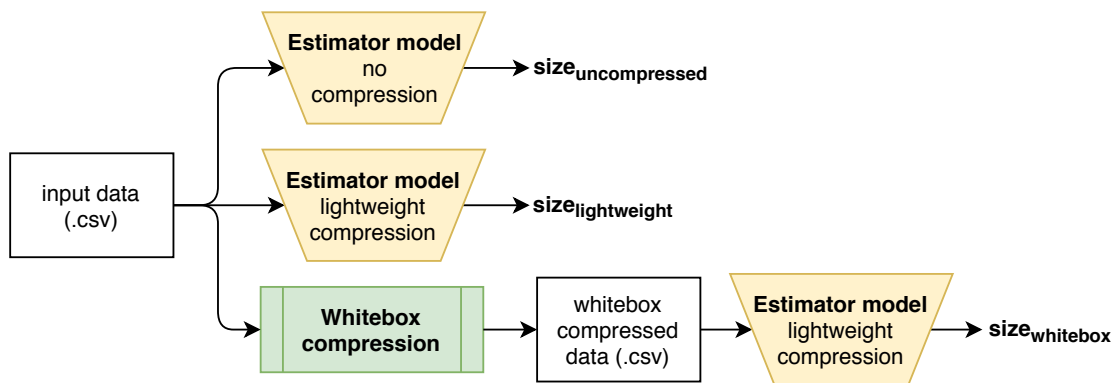 Estimator model
no
compression
size_uncompressed
input data
(.csv)
Estimator model
lightweight
compression
size_lightweight
Whitebox
compression
whitebox
compressed
data (.csv)
Estimator model
lightweight
compression
size_whitebox